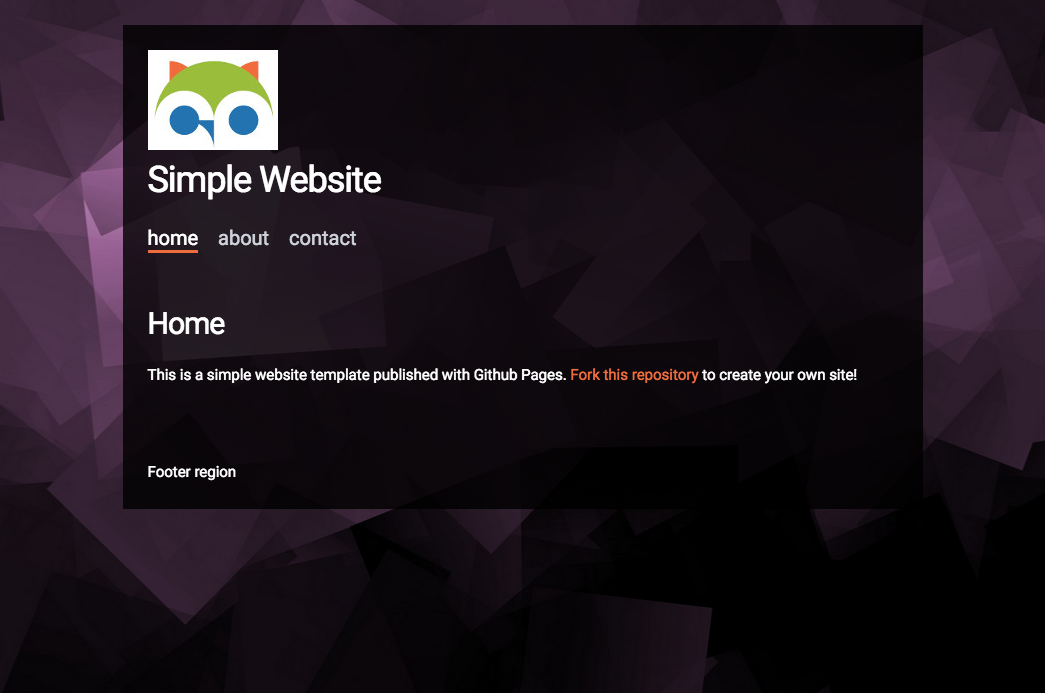 Simple Website
home about contact
Home
This is a simple website template published with Github Pages. Fork this repository to create your own site!
Footer region